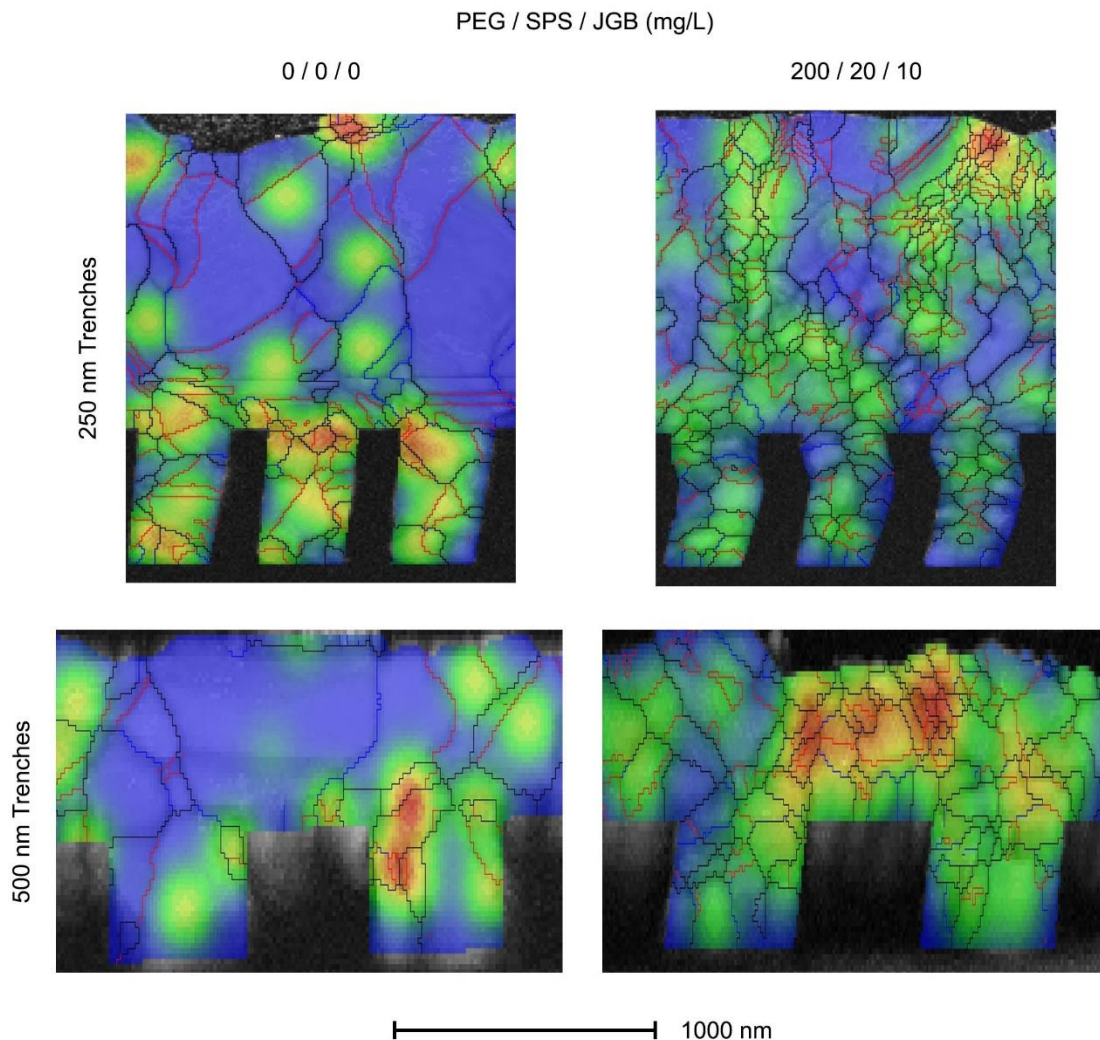 PEG / SPS / JGB (mg/L)
0 / 0 / 0
200 / 20 / 10
250 nm Trenches
500 nm Trenches
1000 nm